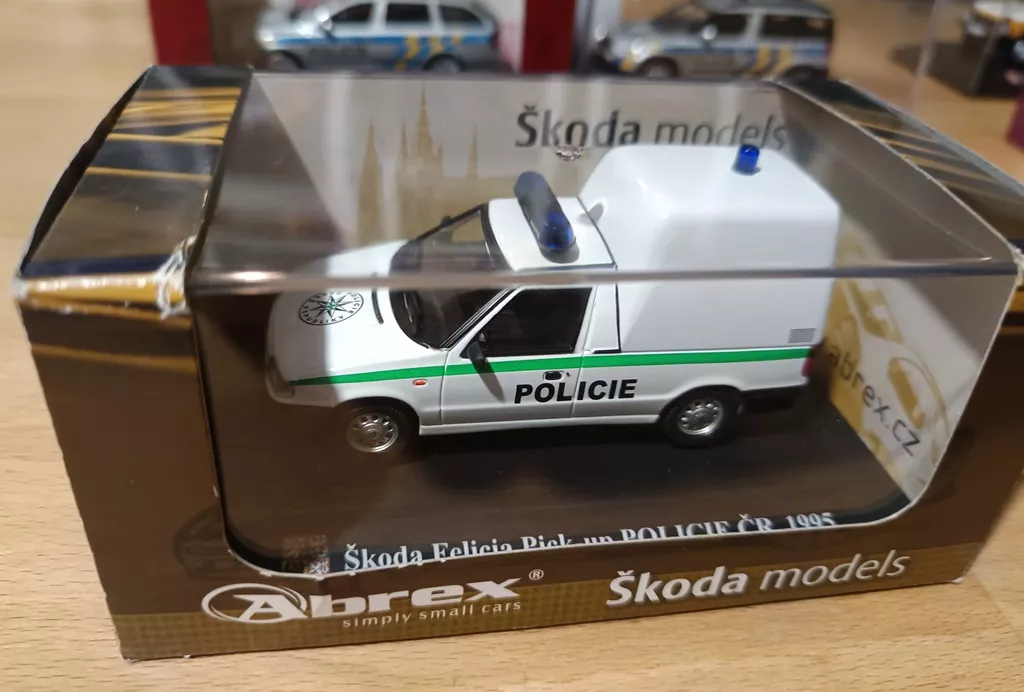 Škoda models
POLICIE
abrex.cz
Škoda Felicia Pick-up POLICIE ČR 1995
Abrex®
simply small cars
Škoda models